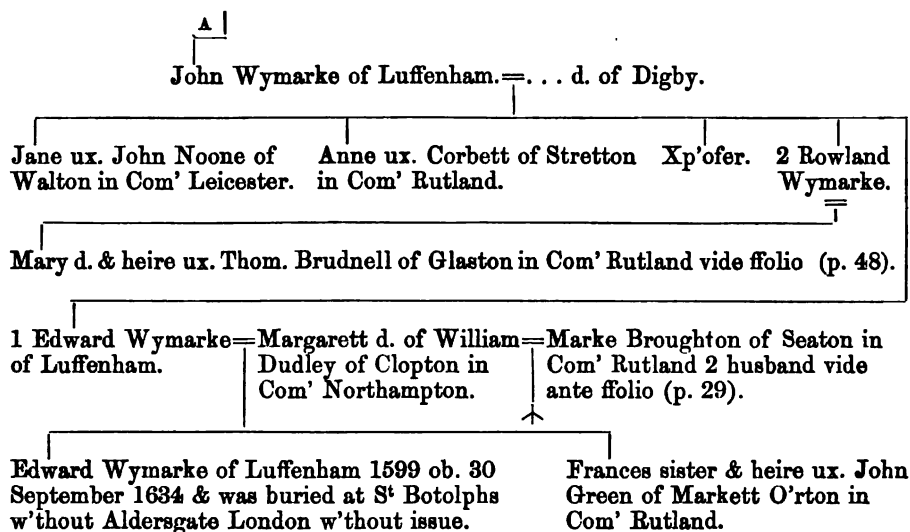 A
John Wymarke of Luffenham.=. . . d. of Digby.
Jane ux. John Noone of
Walton in Com' Leicester.
Anne ux. Corbett of Stretton
in Com' Rutland.
Xp'ofer.
2 Rowland
Wymarke.
=
Mary d. & heire ux. Thom. Brudnell of Glaston in Com' Rutland vide ffolio (p. 48).
1 Edward Wymarke=
of Luffenham.
Margarett d. of William=
Dudley of Clopton in
Com' Northampton.
Marke Broughton of Seaton in
Com' Rutland 2 husband vide
ante ffolio (p. 29).
Edward Wymarke of Luffenham 1599 ob. 30
September 1634 & was buried at Sᵗ Botolphs
w'thout Aldersgate London w'thout issue.
Frances sister & heire ux. John
Green of Markett O'rton in
Com' Rutland.